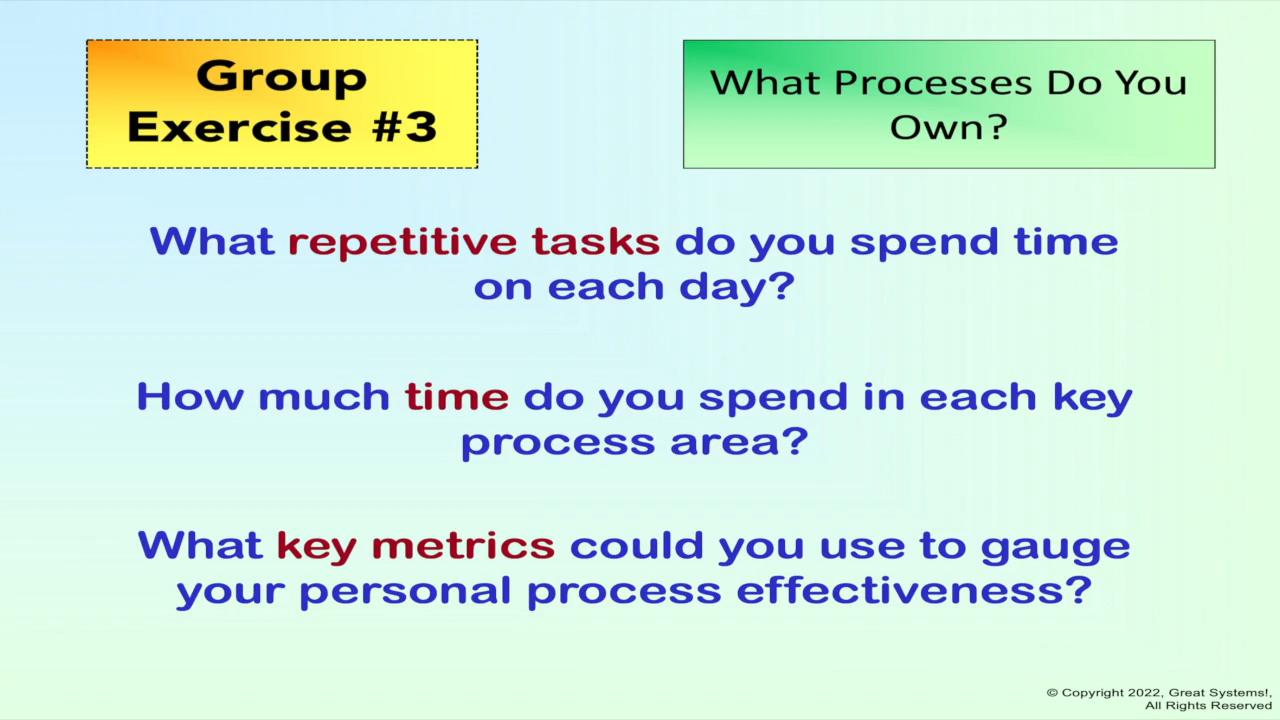 Group
Exercise #3
What Processes Do You
Own?
What repetitive tasks do you spend time
on each day?
How much time do you spend in each key
process area?
What key metrics could you use to gauge
your personal process effectiveness?
© Copyright 2022, Great Systems!,
All Rights Reserved